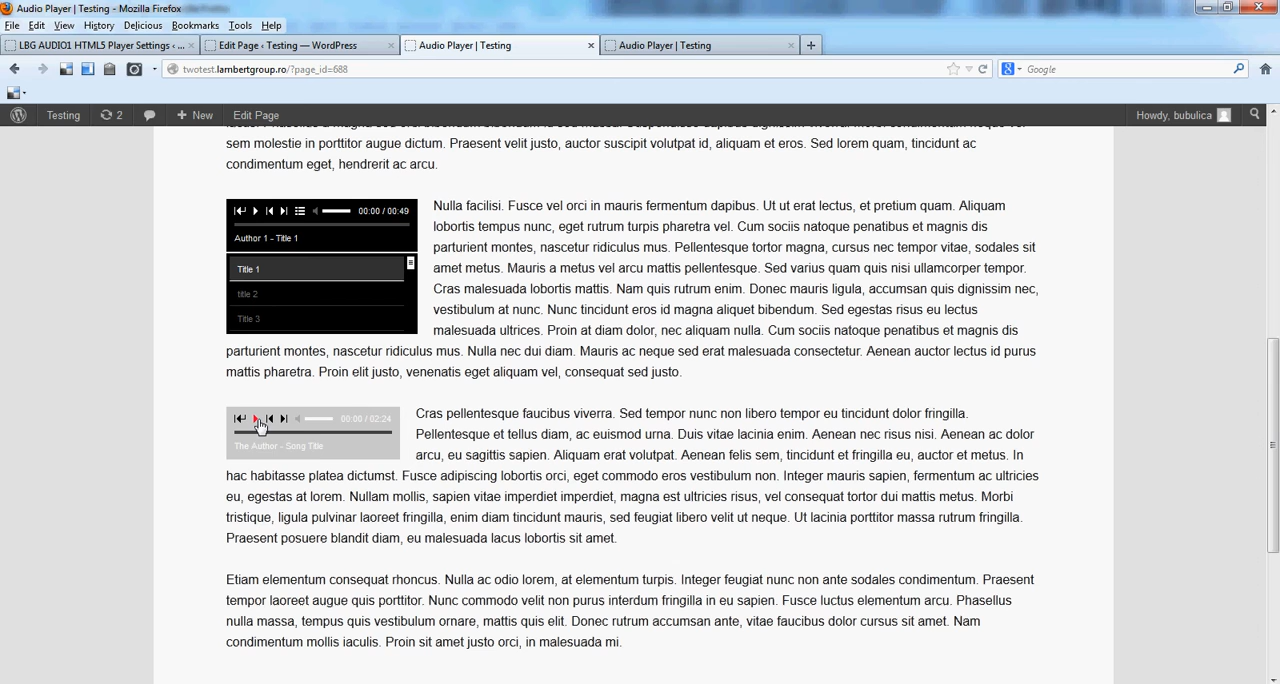 Audio Player | Testing - Mozilla Firefox
File Edit View History Delicious Bookmarks Tools Help
LBG AUDIO1 HTML5 Player Settings ‹ ... × Edit Page ‹ Testing — WordPress × Audio Player | Testing × Audio Player | Testing × +
twotest.lambertgroup.ro/?page_id=688 Google
Testing 2 New Edit Page Howdy, bubulica
sem molestie in porttitor augue dictum. Praesent velit justo, auctor suscipit volutpat id, aliquam et eros. Sed lorem quam, tincidunt ac
condimentum eget, hendrerit ac arcu.
00:00 / 00:49
Author 1 - Title 1
Title 1
title 2
Title 3
Nulla facilisi. Fusce vel orci in mauris fermentum dapibus. Ut ut erat lectus, et pretium quam. Aliquam
lobortis tempus nunc, eget rutrum turpis pharetra vel. Cum sociis natoque penatibus et magnis dis
parturient montes, nascetur ridiculus mus. Pellentesque tortor magna, cursus nec tempor vitae, sodales sit
amet metus. Mauris a metus vel arcu mattis pellentesque. Sed varius quam quis nisi ullamcorper tempor.
Cras malesuada lobortis mattis. Nam quis rutrum enim. Donec mauris ligula, accumsan quis dignissim nec,
vestibulum at nunc. Nunc tincidunt eros id magna aliquet bibendum. Sed egestas risus eu lectus
malesuada ultrices. Proin at diam dolor, nec aliquam nulla. Cum sociis natoque penatibus et magnis dis
parturient montes, nascetur ridiculus mus. Nulla nec dui diam. Mauris ac neque sed erat malesuada consectetur. Aenean auctor lectus id purus
mattis pharetra. Proin elit justo, venenatis eget aliquam vel, consequat sed justo.
00:00 / 02:24
The Author - Song Title
Cras pellentesque faucibus viverra. Sed tempor nunc non libero tempor eu tincidunt dolor fringilla.
Pellentesque et tellus diam, ac euismod urna. Duis vitae lacinia enim. Aenean nec risus nisi. Aenean ac dolor
arcu, eu sagittis sapien. Aliquam erat volutpat. Aenean felis sem, tincidunt et fringilla eu, auctor et metus. In
hac habitasse platea dictumst. Fusce adipiscing lobortis orci, eget commodo eros vestibulum non. Integer mauris sapien, fermentum ac ultricies
eu, egestas at lorem. Nullam mollis, sapien vitae imperdiet imperdiet, magna est ultricies risus, vel consequat tortor dui mattis metus. Morbi
tristique, ligula pulvinar laoreet fringilla, enim diam tincidunt mauris, sed feugiat libero velit ut neque. Ut lacinia porttitor massa rutrum fringilla.
Praesent posuere blandit diam, eu malesuada lacus lobortis sit amet.
Etiam elementum consequat rhoncus. Nulla ac odio lorem, at elementum turpis. Integer feugiat nunc non ante sodales condimentum. Praesent
tempor laoreet augue quis porttitor. Nunc commodo velit non purus interdum fringilla in eu sapien. Fusce luctus elementum arcu. Phasellus
nulla massa, tempus quis vestibulum ornare, mattis quis elit. Donec rutrum accumsan ante, vitae faucibus dolor cursus sit amet. Nam
condimentum mollis iaculis. Proin sit amet justo orci, in malesuada mi.